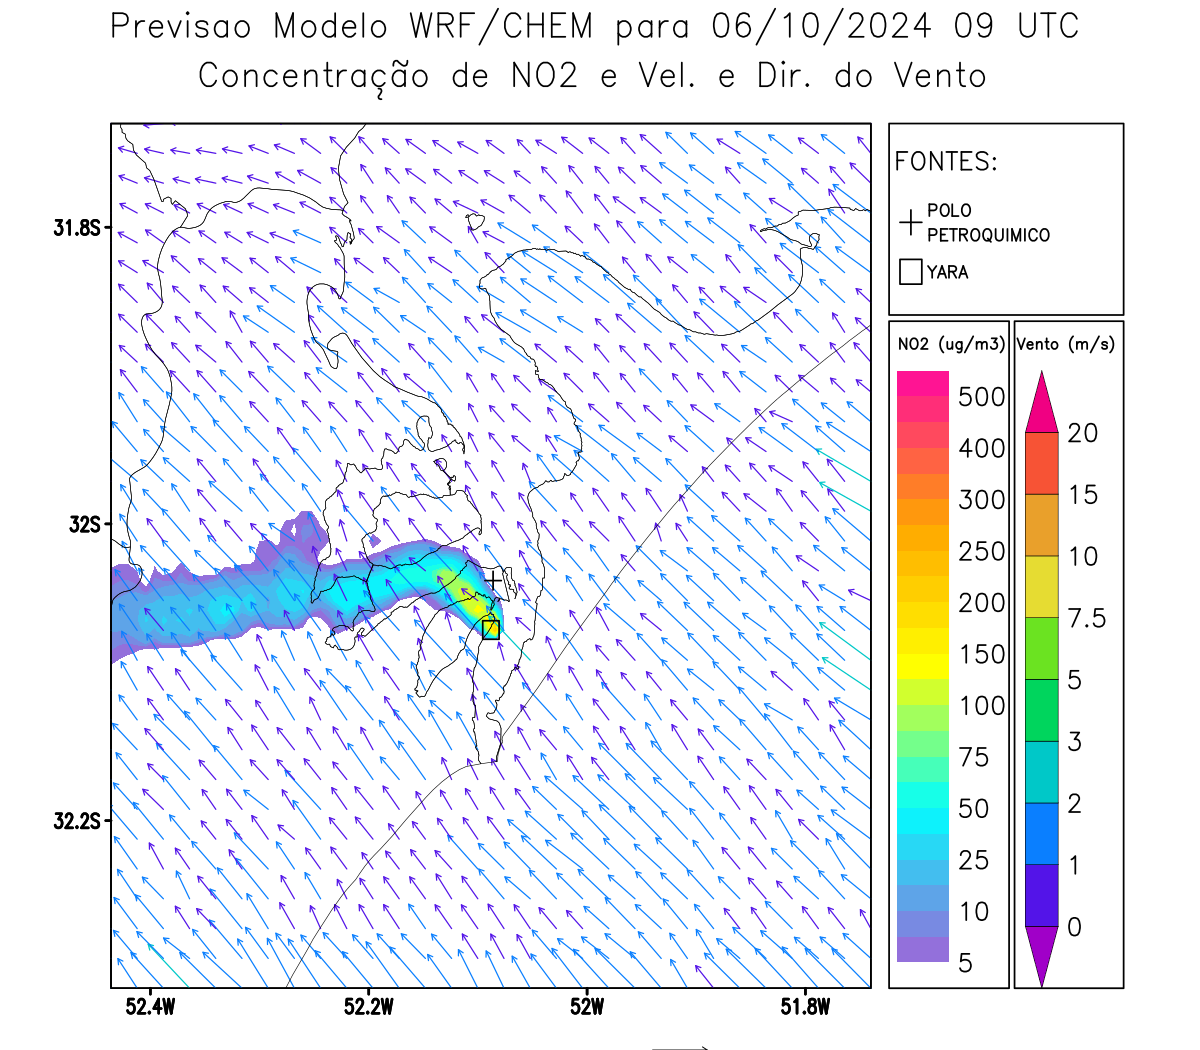 Previsao Modelo WRF/CHEM para 06/10/2024 09 UTC
Concentração de NO2 e Vel. e Dir. do Vento
FONTES:
POLO
PETROQUIMICO
YARA
NO2 (ug/m3)
500
400
300
250
200
150
100
75
50
25
10
5
Vento (m/s)
20
15
10
7.5
5
3
2
1
0
31.8S
32S
32.2S
52.4W
52.2W
52W
51.8W